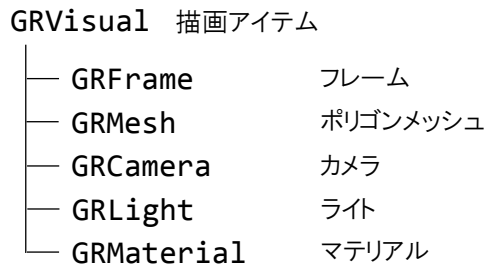 GRVisual 描画アイテム
GRFrame フレーム
GRMesh ポリゴンメッシュ
GRCamera カメラ
GRLight ライト
GRMaterial マテリアル